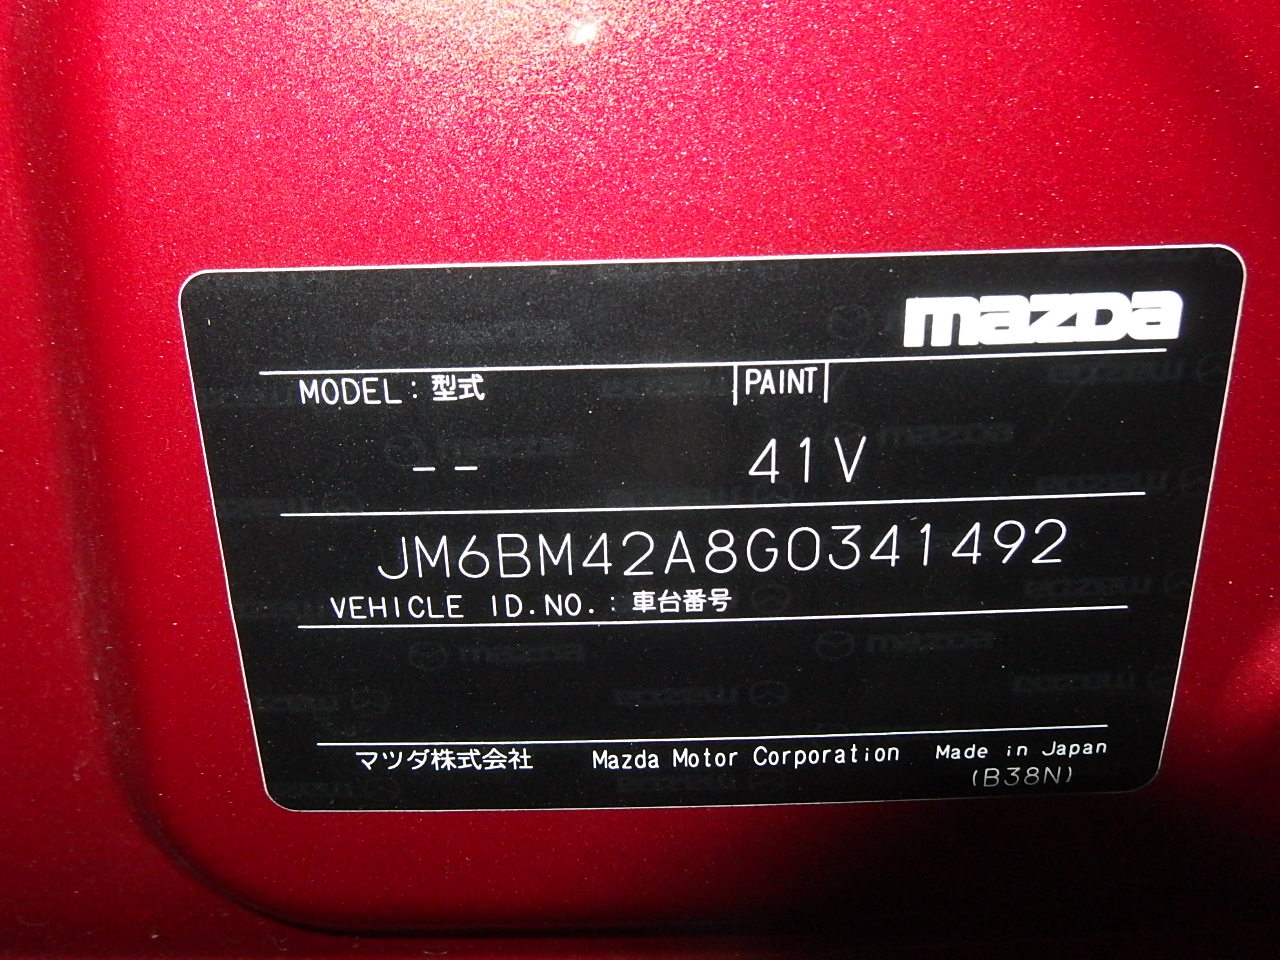 mazda
MODEL : 型式 PAINT
-- 41V
JM6BM42A8G0341492
VEHICLE ID.NO. : 車台番号
マツダ株式会社 Mazda Motor Corporation Made in Japan
(B38N)